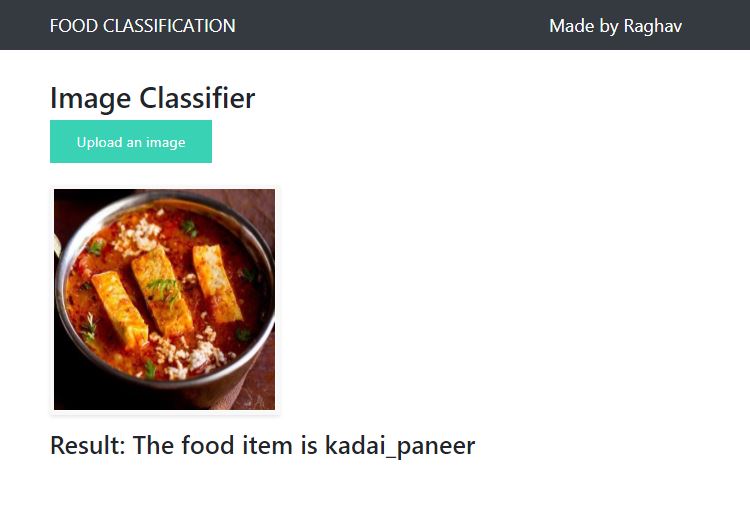 FOOD CLASSIFICATION Made by Raghav
Image Classifier
Upload an image
Result: The food item is kadai_paneer